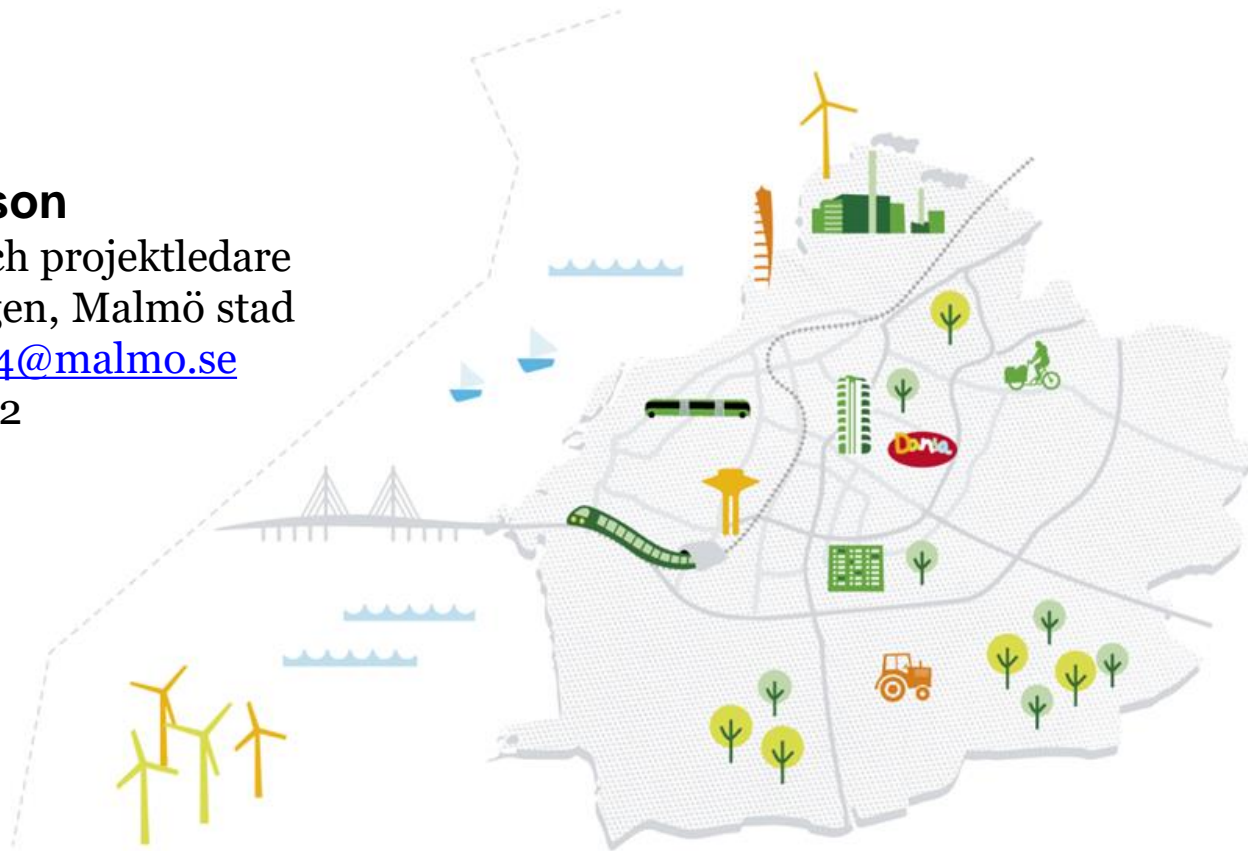 son
ch projektledare
gen, Malmö stad
4@malmo.se
2
Dania